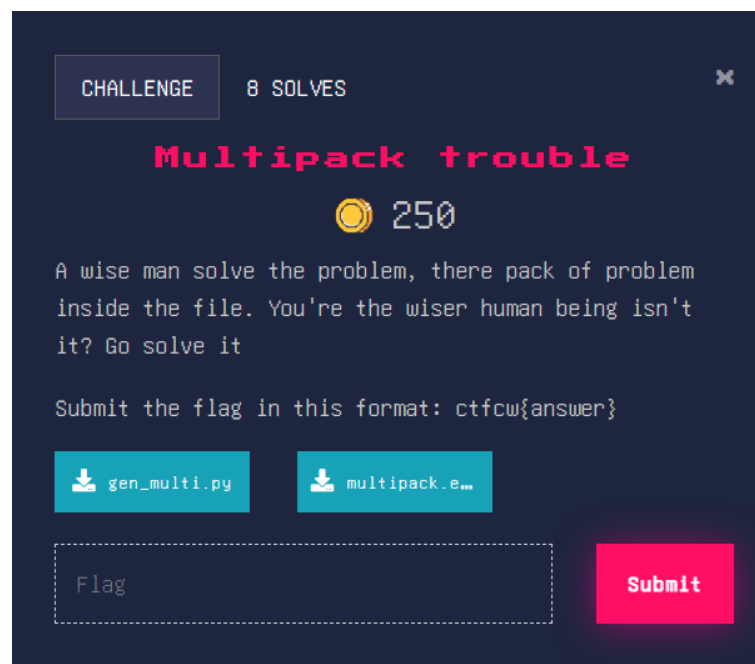 CHALLENGE
8 SOLVES
×
Multipack trouble
250
A wise man solve the problem, there pack of problem
inside the file. You're the wiser human being isn't
it? Go solve it
Submit the flag in this format: ctfcw{answer}
gen_multi.py
multipack.e…
Flag
Submit